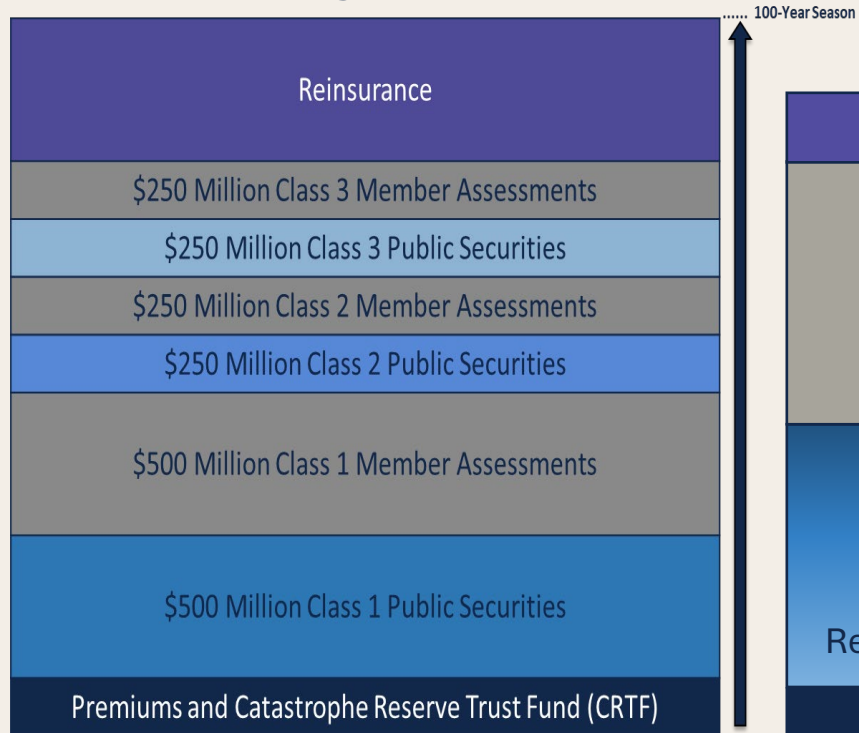 100-Year Season
Reinsurance
$250 Million Class 3 Member Assessments
$250 Million Class 3 Public Securities
$250 Million Class 2 Member Assessments
$250 Million Class 2 Public Securities
$500 Million Class 1 Member Assessments
$500 Million Class 1 Public Securities
Premiums and Catastrophe Reserve Trust Fund (CRTF)
Re